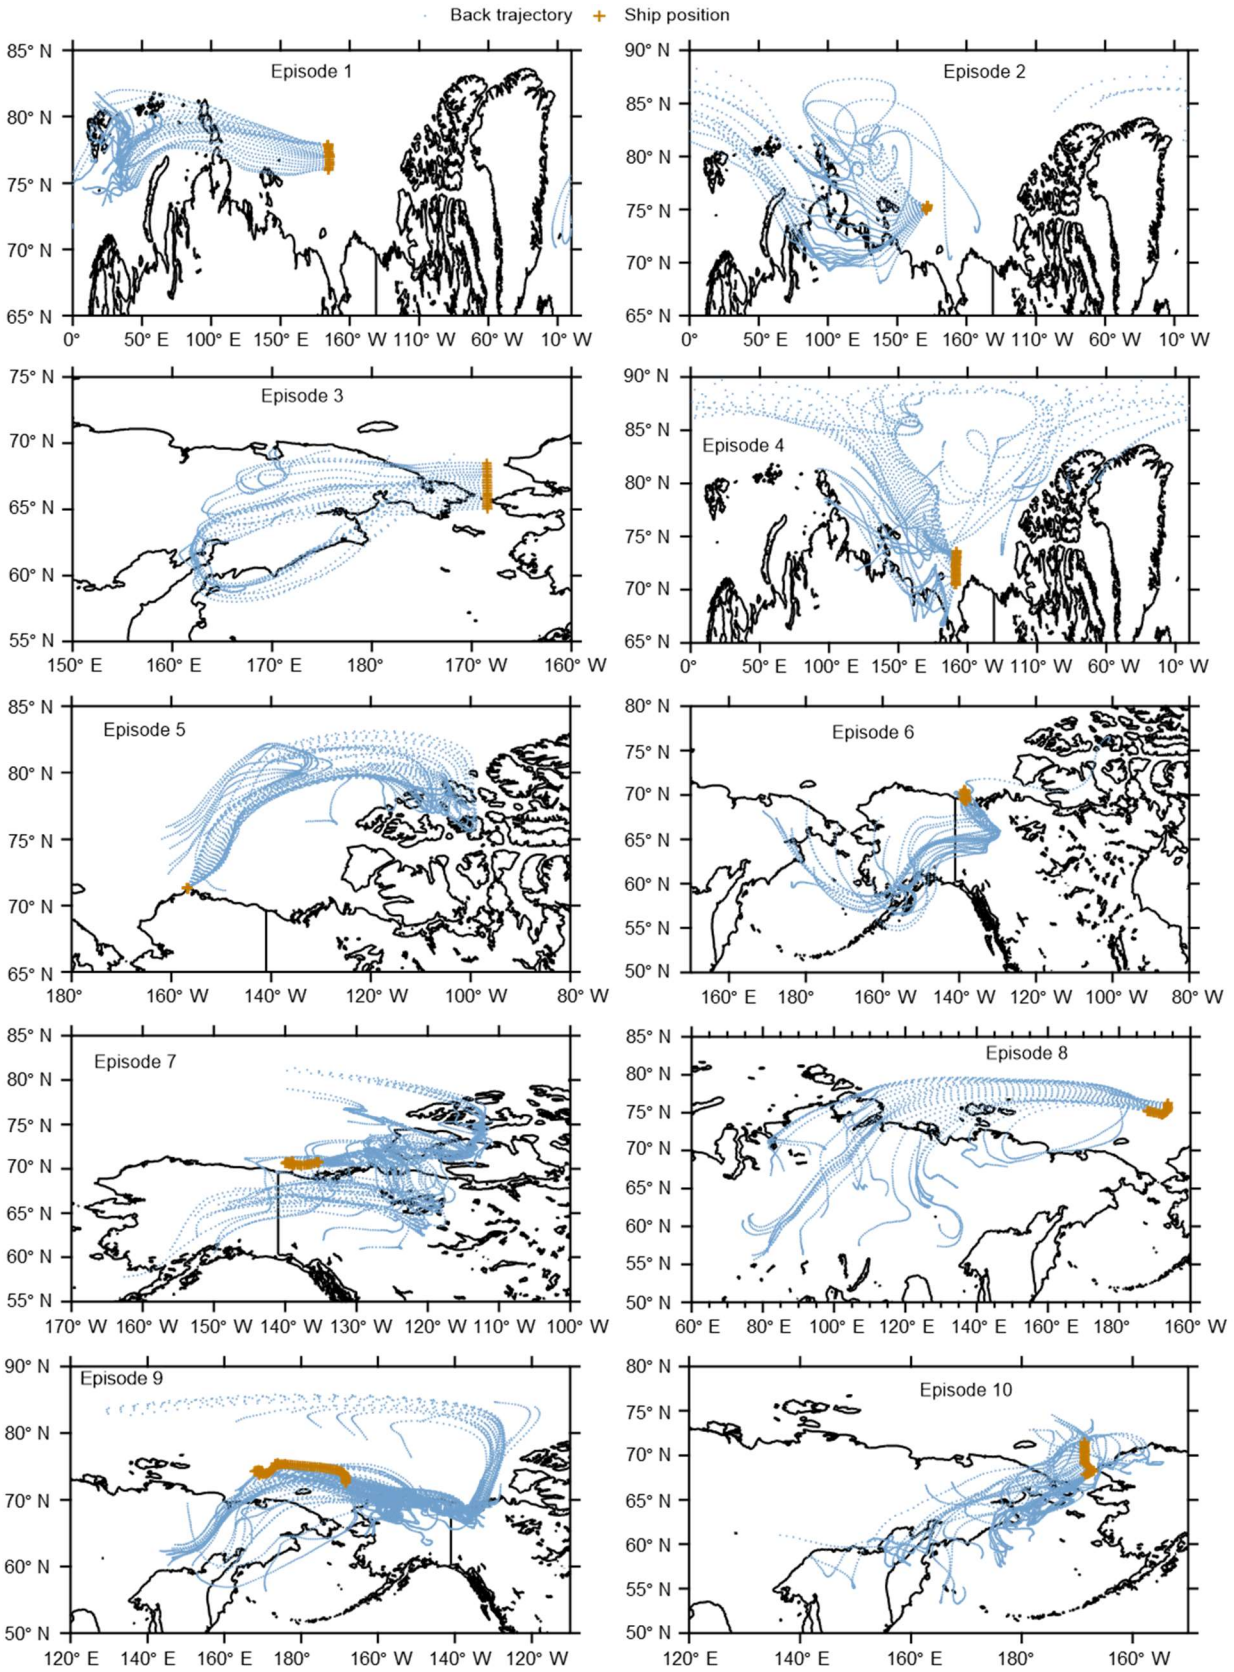 Back trajectory + Ship position
Episode 1
85° N
80° N
75° N
70° N
65° N
0 50° E 100° E 150° E 160° W 110° W 60° W 10° W
Episode 2
90° N
85° N
80° N
75° N
70° N
65° N
0° 50° E 100° E 150° E 160° W 110° W 60° W 10° W
Episode 3
75° N
70° N
65° N
60° N
55° N
150° E 160° E 170° E 180° 170° W 160° W
Episode 4
90° N
85° N
80° N
75° N
70° N
65° N
0° 50° E 100° E 150° E 160° W 110° W 60° W 10° W
Episode 5
85° N
80° N
75° N
70° N
65° N
180° 160° W 140° W 120° W 100° W 80° W
Episode 6
80° N
75° N
70° N
65° N
60° N
55° N
50° N
160° E 180° 160° W 140° W 120° W 100° W 80° W
Episode 7
85° N
80° N
75° N
70° N
65° N
60° N
55° N
170° W 160° W 150° W 140° W 130° W 120° W 110° W 100° W
Episode 8
85° N
80° N
75° N
70° N
65° N
60° N
55° N
50° N
60° E 80° E 100° E 120° E 140° E 160° E 180° 160° W
Episode 9
90° N
80° N
70° N
60° N
50° N
120° E 140° E 160° E 180° 160° W 140° W 120° W
Episode 10
80° N
75° N
70° N
65° N
60° N
55° N
50° N
120° E 140° E 160° E 180° 160° W